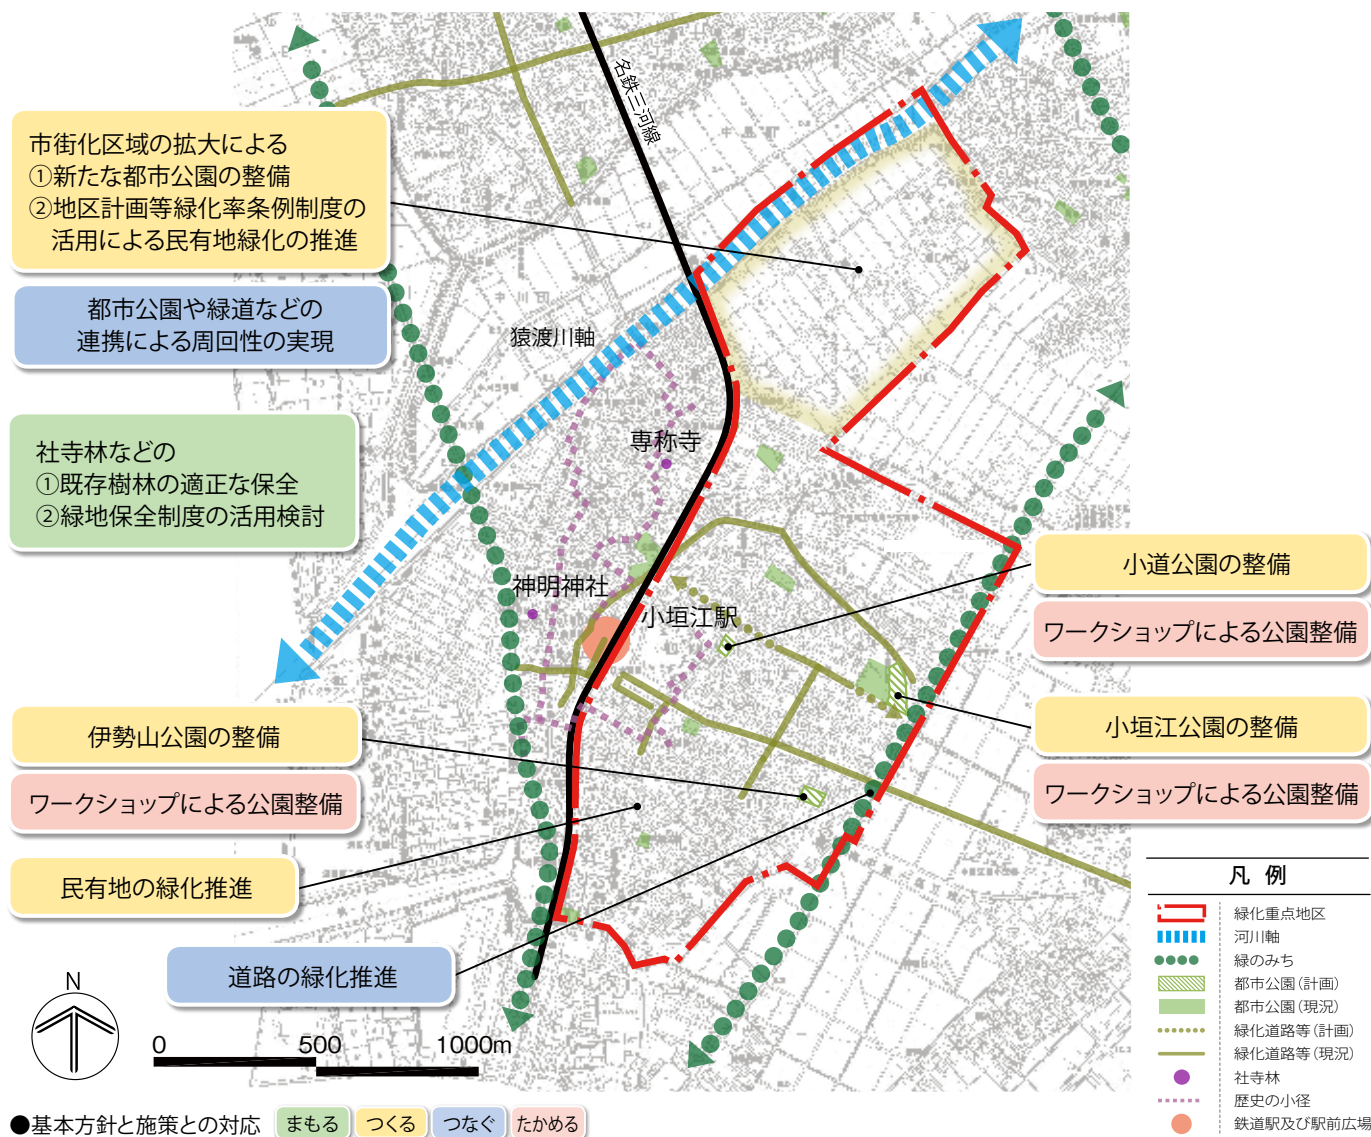 名鉄三河線
市街化区域の拡大による
①新たな都市公園の整備
②地区計画等緑化率条例制度の
活用による民有地緑化の推進
都市公園や緑道などの
連携による周回性の実現
猿渡川軸
社寺林などの
①既存樹林の適正な保全
②緑地保全制度の活用検討
専称寺
神明神社
小垣江駅
小道公園の整備
ワークショップによる公園整備
小垣江公園の整備
ワークショップによる公園整備
伊勢山公園の整備
ワークショップによる公園整備
民有地の緑化推進
道路の緑化推進
N
0 500 1000m
凡 例
緑化重点地区
河川軸
緑のみち
都市公園(計画)
都市公園(現況)
緑化道路等(計画)
緑化道路等(現況)
社寺林
歴史の小径
鉄道駅及び駅前広場
●基本方針と施策との対応 まもる つくる つなぐ たかめる